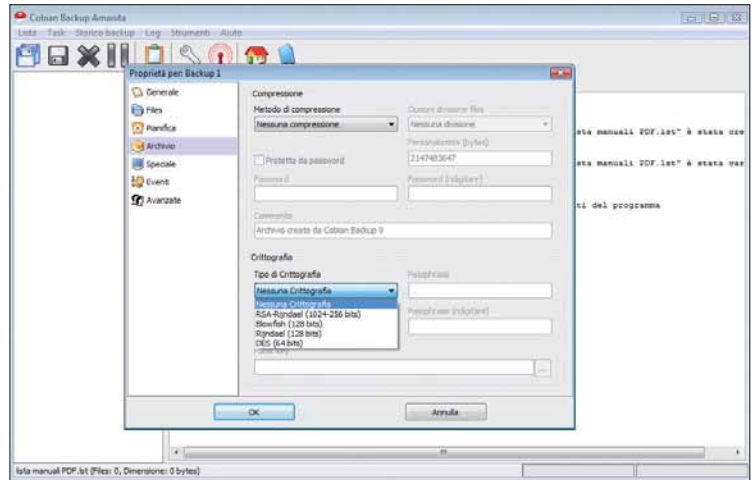 Cobian Backup Amanita
Lista Task Storico backup Log Strumenti Aiuto
Proprietà per: Backup 1
Generale
Files
Pianifica
Archivio
Speciale
Eventi
Avanzate
Compressione
Metodo di compressione
Nessuna compressione
Opzioni divisione files
Nessuna divisione
Personalizzata (bytes)
2147483647
Protetto da password
Password
Password (ridigitare)
Commento
Archivio creato da Cobian Backup 9
Crittografia
Tipo di Crittografia
Nessuna Crittografia
Nessuna Crittografia
RSA-Rijndael (1024-256 bits)
Blowfish (128 bits)
Rijndael (128 bits)
DES (64 bits)
Passphrase
Passphrase (ridigitare)
...
OK
Annulla
sta manuali PDF.lst" è stata cre
sta manuali PDF.lst" è stata
ti del programma
lista manuali PDF.lst (Files: 0, Dimensione: 0 bytes)